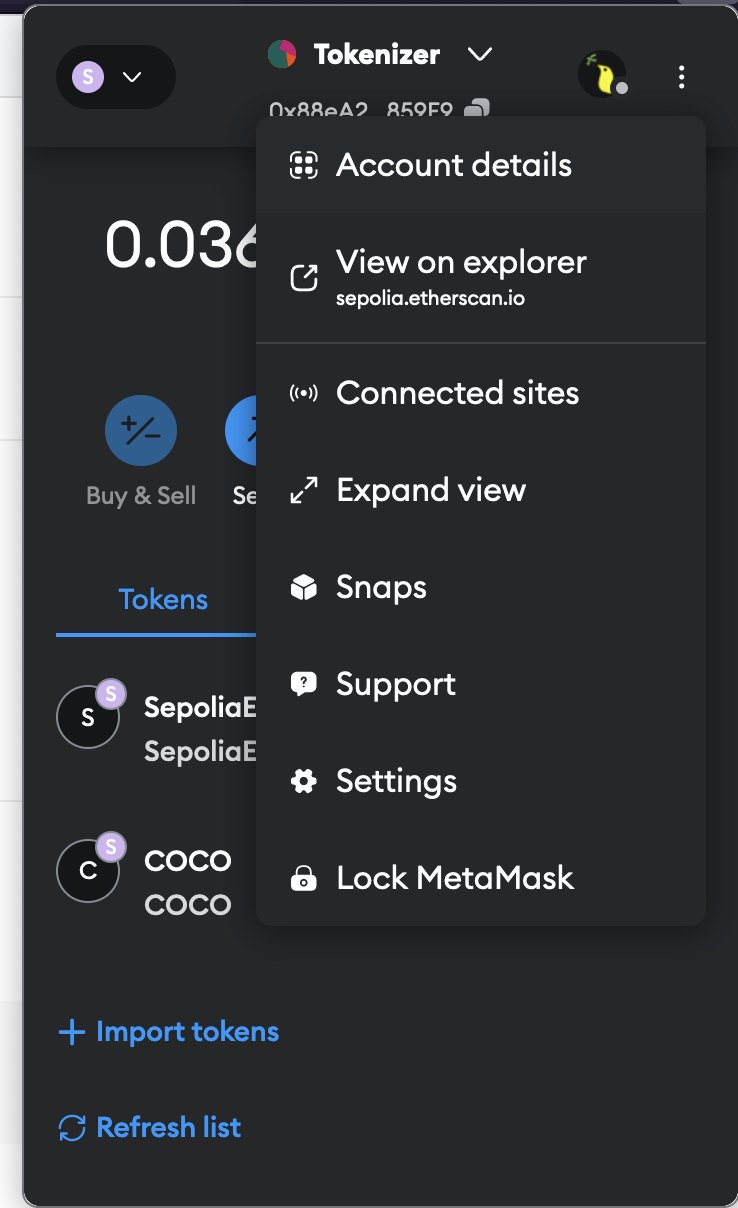 S
Tokenizer
0x88eA2 859F9
Account details
0.036
View on explorer
sepolia.etherscan.io
Connected sites
Buy & Sell
Se
Expand view
Tokens
Snaps
S
S
SepoliaE
SepoliaE
Support
Settings
S
C
COCO
COCO
Lock MetaMask
Import tokens
Refresh list